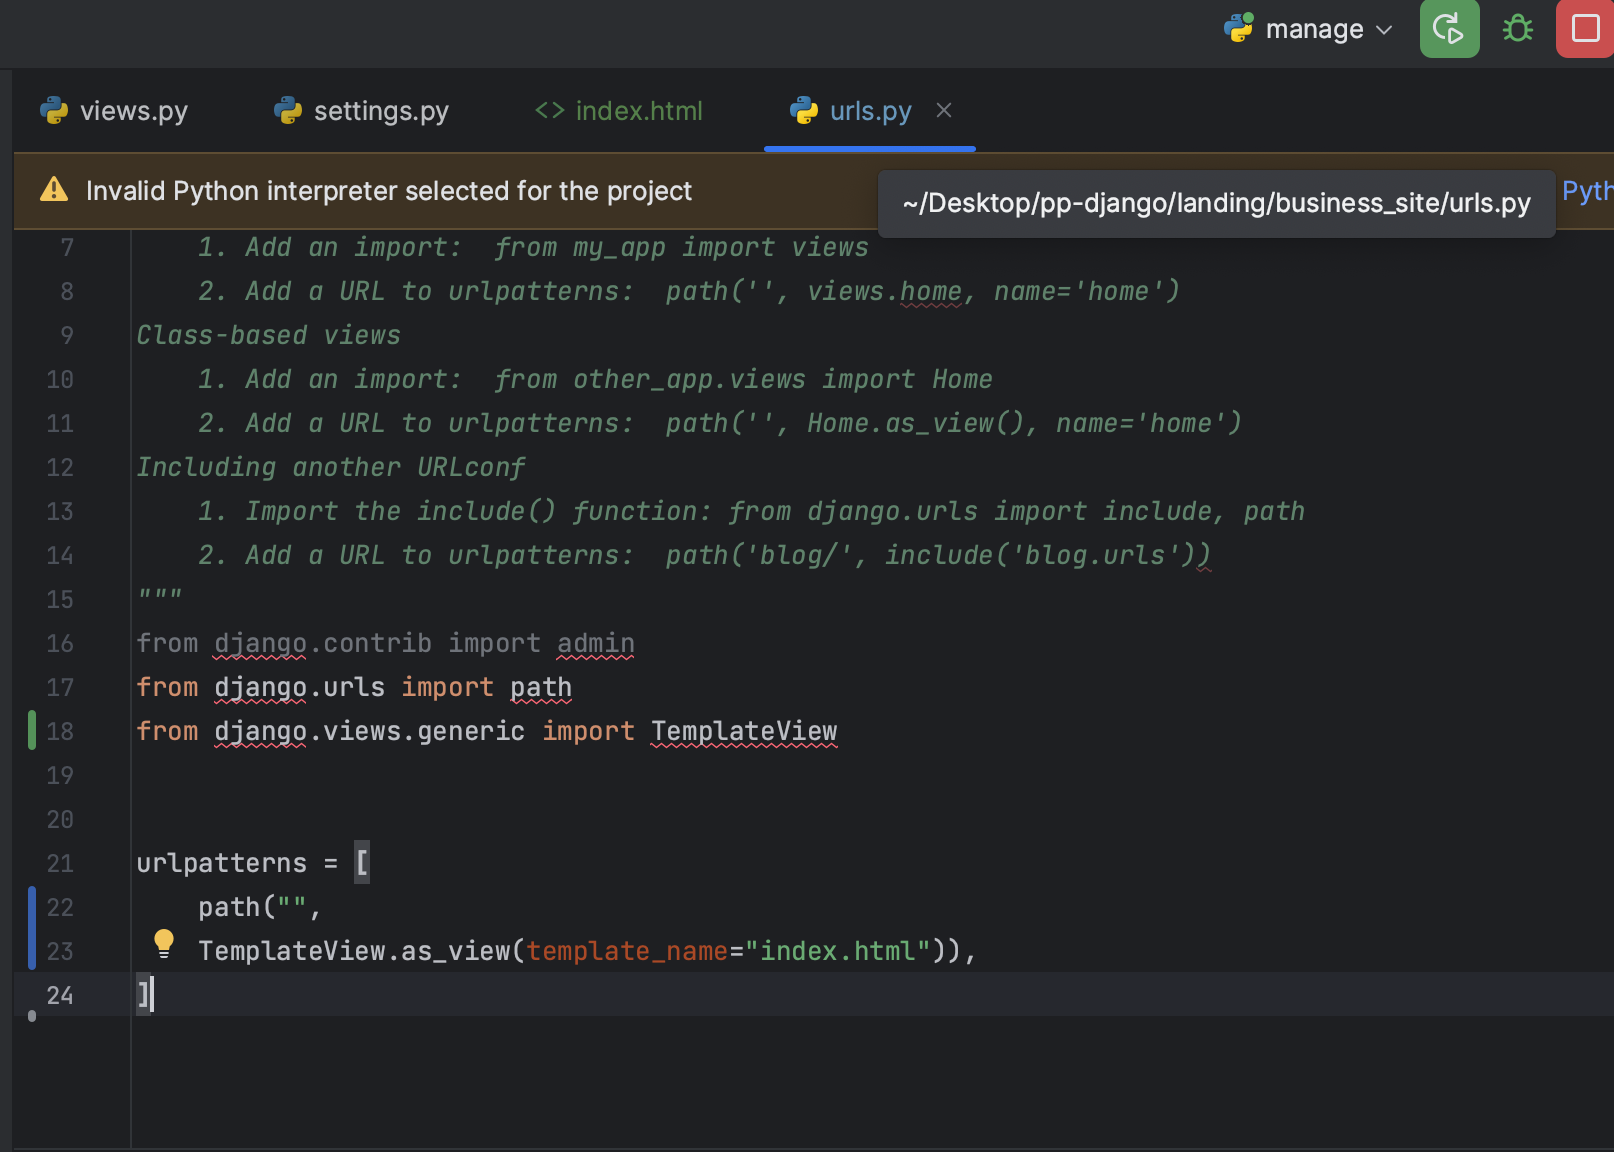 manage
views.py settings.py <> index.html urls.py ×
Invalid Python interpreter selected for the project
~/Desktop/pp-django/landing/business_site/urls.py
Pyth
7 1. Add an import:  from my_app import views
8 2. Add a URL to urlpatterns:  path('', views.home, name='home')
9 Class-based views
10 1. Add an import:  from other_app.views import Home
11 2. Add a URL to urlpatterns:  path('', Home.as_view(), name='home')
12 Including another URLconf
13 1. Import the include() function: from django.urls import include, path
14 2. Add a URL to urlpatterns:  path('blog/', include('blog.urls'))
15 """
16 from django.contrib import admin
17 from django.urls import path
18 from django.views.generic import TemplateView
19
20
21 urlpatterns = [
22 path("",
23 TemplateView.as_view(template_name="index.html")),
24 ]